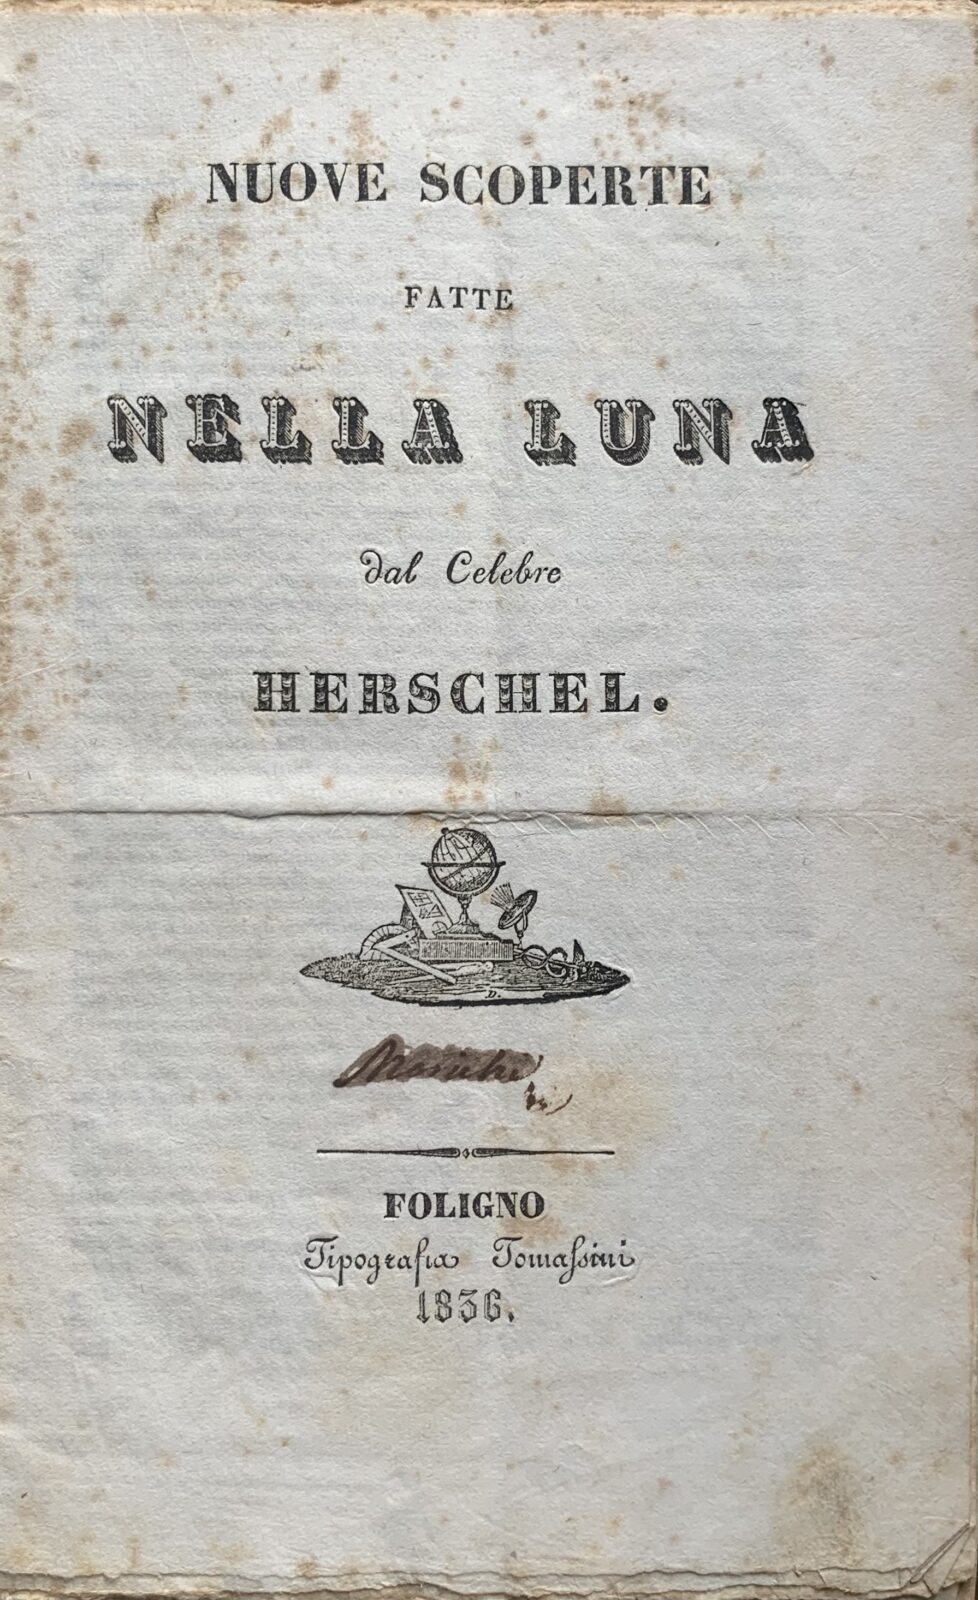 NUOVE SCOPERTE
FATTE
NELLA LUNA
dal Celebre
HERSCHEL.
D.
FOLIGNO
Tipografia Tomaſsini
1836.